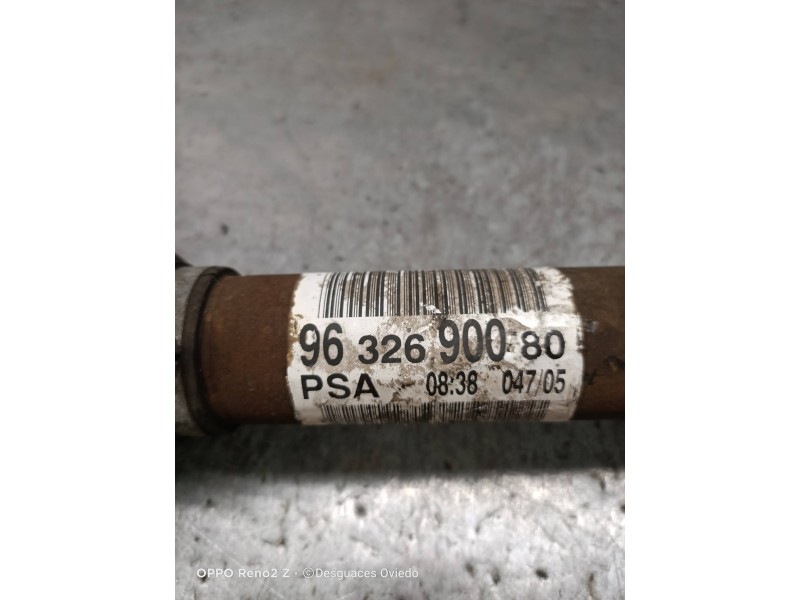 96 326 900 80
PSA 08:38 047/05
OPPO Reno2 Z · ©Desguaces Oviedo